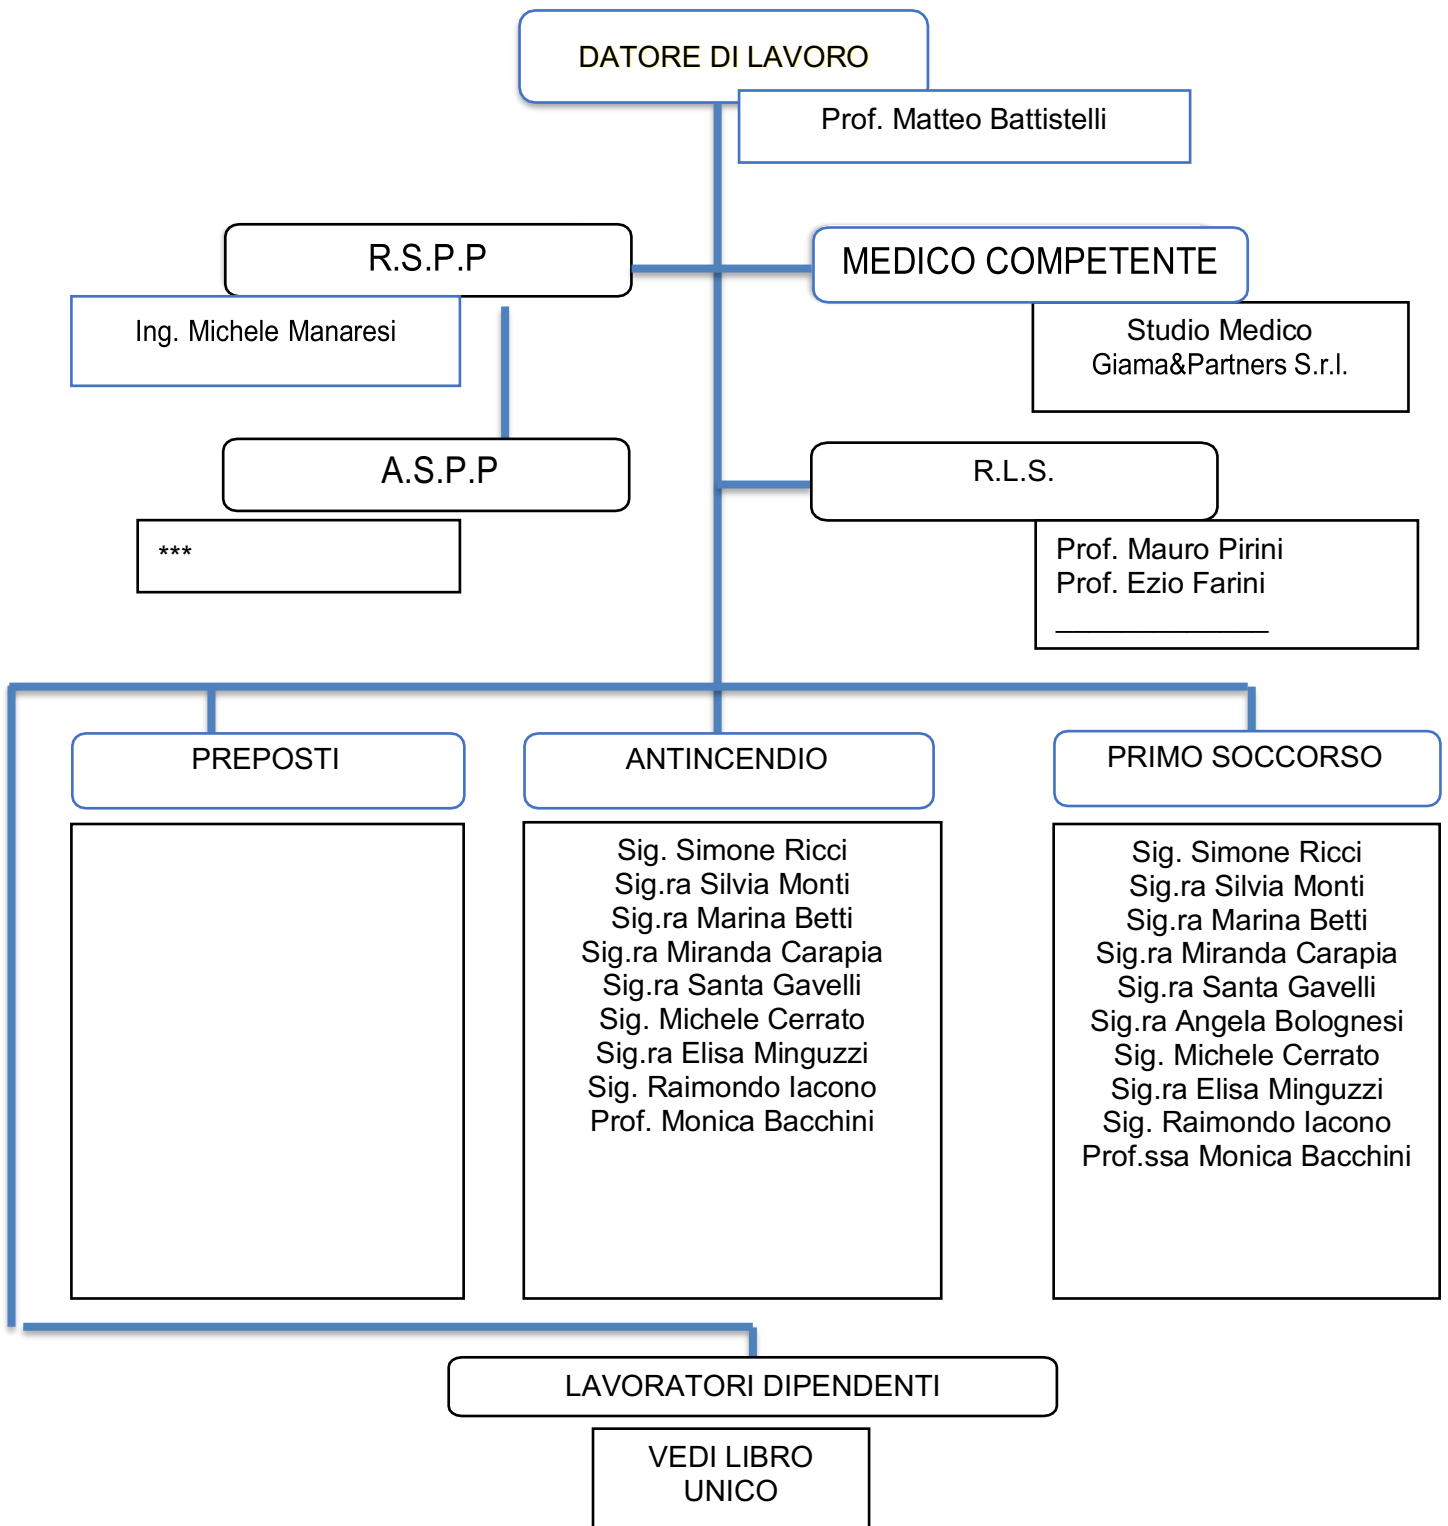 DATORE DI LAVORO
Prof. Matteo Battistelli
R.S.P.P
Ing. Michele Manaresi
MEDICO COMPETENTE
Studio Medico
Giama&Partners S.r.l.
A.S.P.P
***
R.L.S.
Prof. Mauro Pirini
Prof. Ezio Farini
_____________
PREPOSTI
ANTINCENDIO
Sig. Simone Ricci
Sig.ra Silvia Monti
Sig.ra Marina Betti
Sig.ra Miranda Carapia
Sig.ra Santa Gavelli
Sig. Michele Cerrato
Sig.ra Elisa Minguzzi
Sig. Raimondo Iacono
Prof. Monica Bacchini
PRIMO SOCCORSO
Sig. Simone Ricci
Sig.ra Silvia Monti
Sig.ra Marina Betti
Sig.ra Miranda Carapia
Sig.ra Santa Gavelli
Sig.ra Angela Bolognesi
Sig. Michele Cerrato
Sig.ra Elisa Minguzzi
Sig. Raimondo Iacono
Prof.ssa Monica Bacchini
LAVORATORI DIPENDENTI
VEDI LIBRO
UNICO